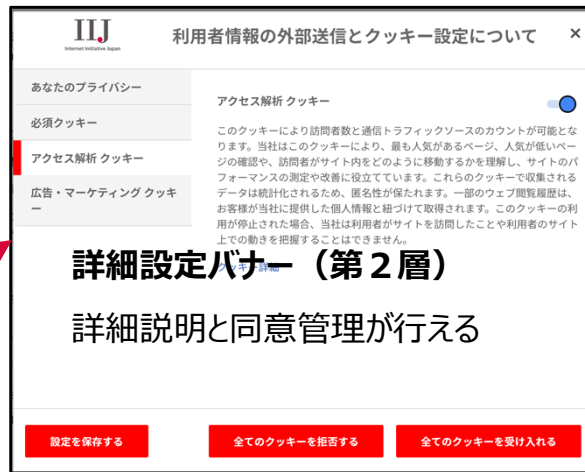 IIJ
Internet Initiative Japan
利用者情報の外部送信とクッキー設定について ×
あなたのプライバシー
必須クッキー
アクセス解析 クッキー
広告・マーケティング クッキ
ー
アクセス解析 クッキー
このクッキーにより訪問者数と通信トラフィックソースのカウントが可能とな
ります。当社はこのクッキーにより、最も人気があるページ、人気が低いペー
ジの確認や、訪問者がサイト内をどのように移動するかを理解し、サイトのパ
フォーマンスの測定や改善に役立てています。これらのクッキーで収集される
データは統計化されるため、匿名性が保たれます。一部のウェブ閲覧履歴は、
お客様が当社に提供した個人情報と紐づけて取得されます。このクッキーの利
用が停止された場合、当社は利用者がサイトを訪問したことや利用者のサイト
上での動きを把握することはできません。
クッキー詳細
詳細設定バナー（第２層）
詳細説明と同意管理が行える
設定を保存する
全てのクッキーを拒否する
全てのクッキーを受け入れる